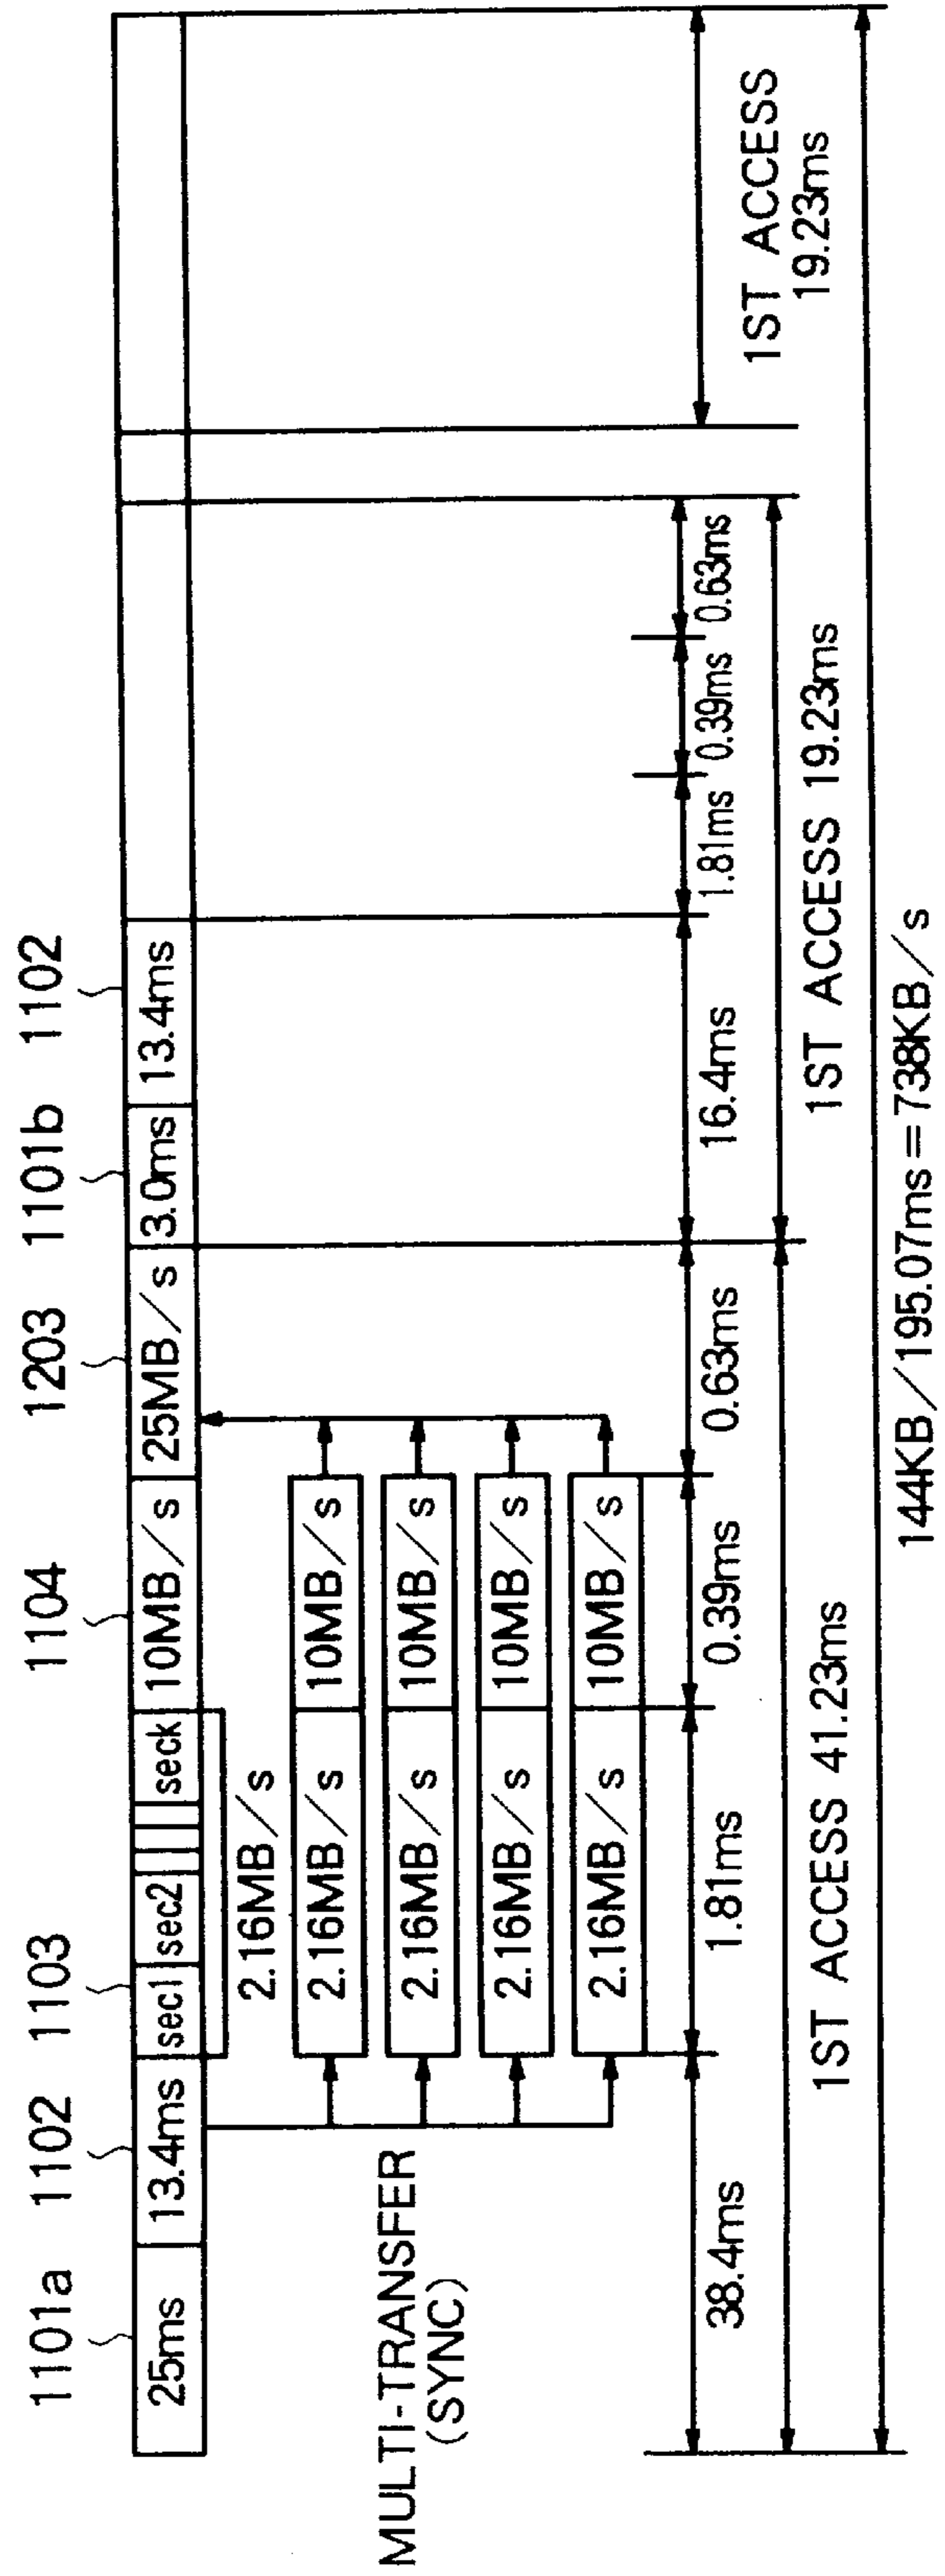 1101a 1102 1103 1104 1203 1101b 1102
25ms 13.4ms sec1 sec2 seck 10MB/s 25MB/s 3.0ms 13.4ms
2.16MB/s
2.16MB/s 10MB/s
2.16MB/s 10MB/s
2.16MB/s 10MB/s
2.16MB/s 10MB/s
MULTI-TRANSFER
(SYNC)
38.4ms 1.81ms 0.39ms 0.63ms 16.4ms 1.81ms 0.39ms 0.63ms
1ST ACCESS
19.23ms
1ST ACCESS 41.23ms 1ST ACCESS 19.23ms
144KB/195.07ms=738KB/s